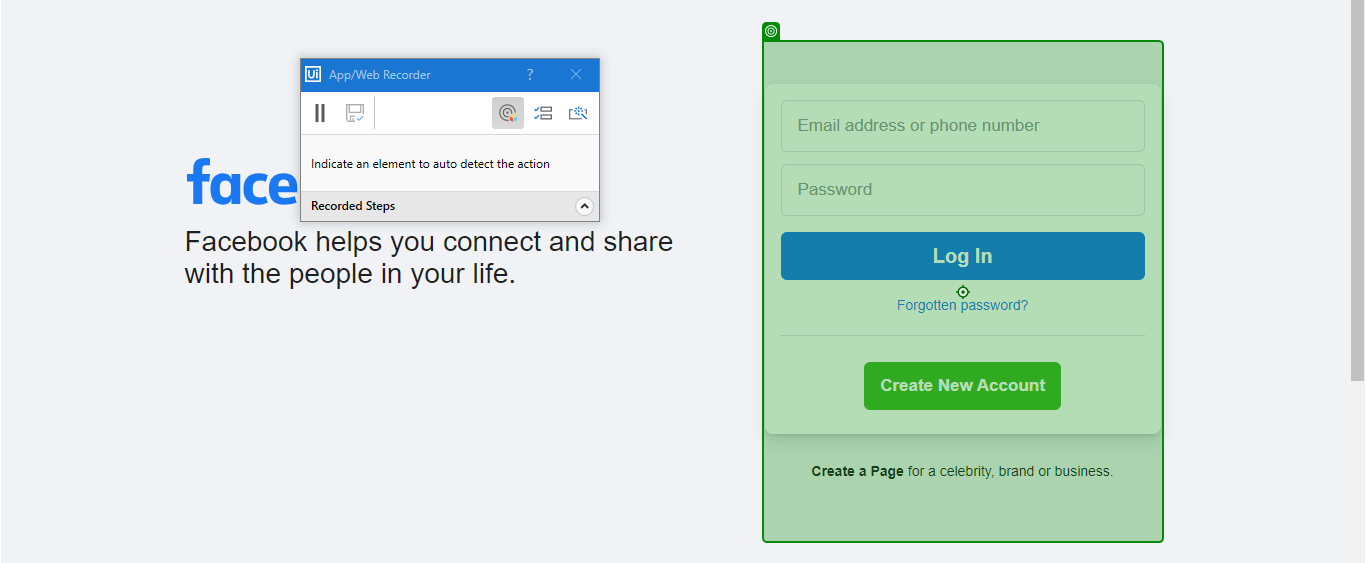 Ui App/Web Recorder ?
Indicate an element to auto detect the action
Recorded Steps
face
Facebook helps you connect and share
with the people in your life.
Email address or phone number
Password
Log In
Forgotten password?
Create New Account
Create a Page for a celebrity, brand or business.